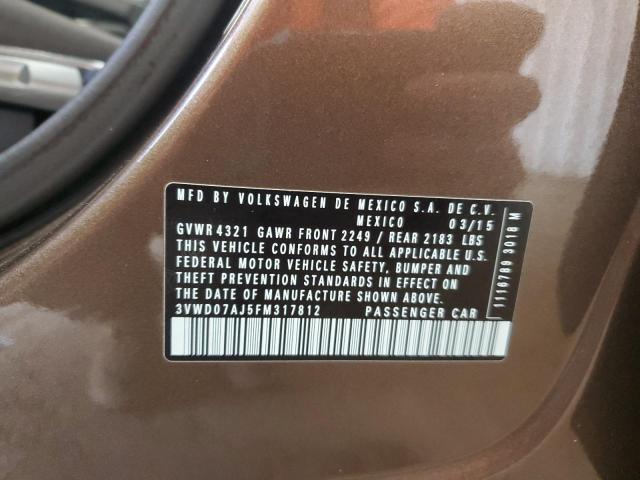 MFD BY VOLKSWAGEN DE MEXICO S.A. DE C.V.
MEXICO 03/15
GVWR 4321 GAWR FRONT 2249 / REAR 2183 LBS
THIS VEHICLE CONFORMS TO ALL APPLICABLE U.S.
FEDERAL MOTOR VEHICLE SAFETY, BUMPER AND
THEFT PREVENTION STANDARDS IN EFFECT ON
THE DATE OF MANUFACTURE SHOWN ABOVE.
3VWD07AJ5FM317812 PASSENGER CAR
1116789 3018 M